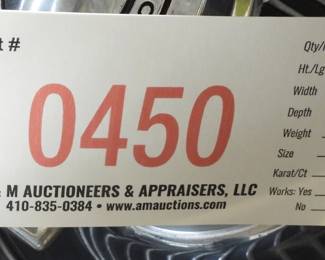 t #
0450
M AUCTIONEERS & APPRAISERS, LLC
410-835-0384 • www.amauctions.com
Qty/
Ht./Lg
Width
Depth
Weight
Size
Karat/Ct
Works: Yes
No